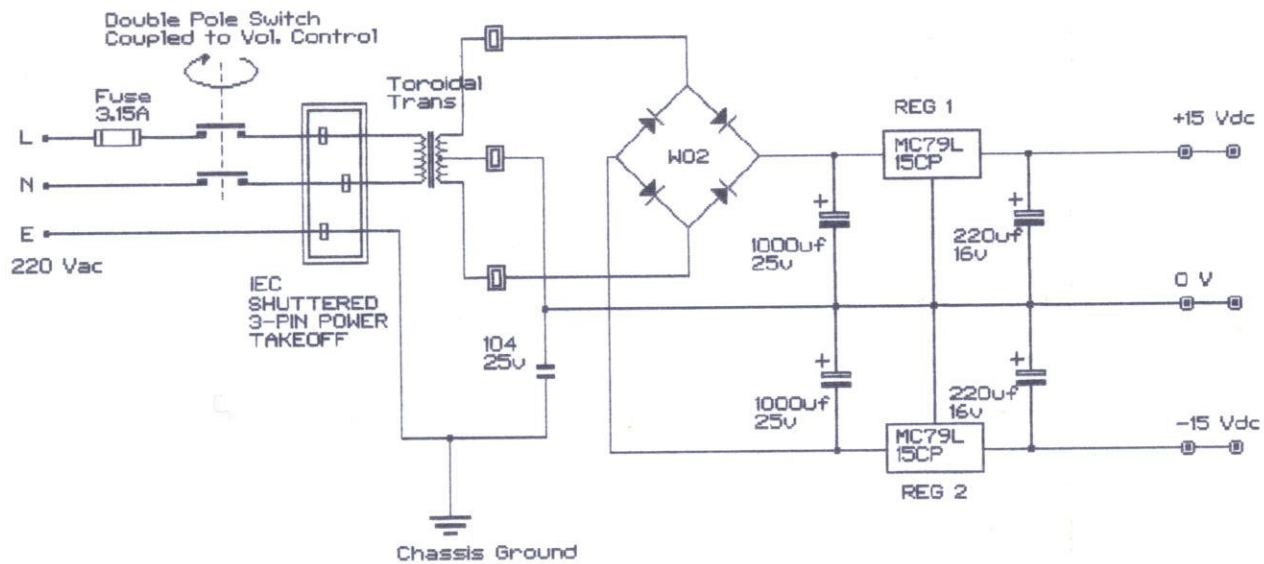 Double Pole Switch
Coupled to Vol. Control
Fuse
3.15A
L
N
E
220 Vac
IEC
SHUTTERED
3-PIN POWER
TAKEOFF
Toroidal
Trans
104
25v
Chassis Ground
W02
1000uf
25v
1000uf
25v
REG 1
MC79L
15CP
MC79L
15CP
REG 2
220uf
16v
220uf
16v
+15 Vdc
0 V
-15 Vdc
+
+
+
+